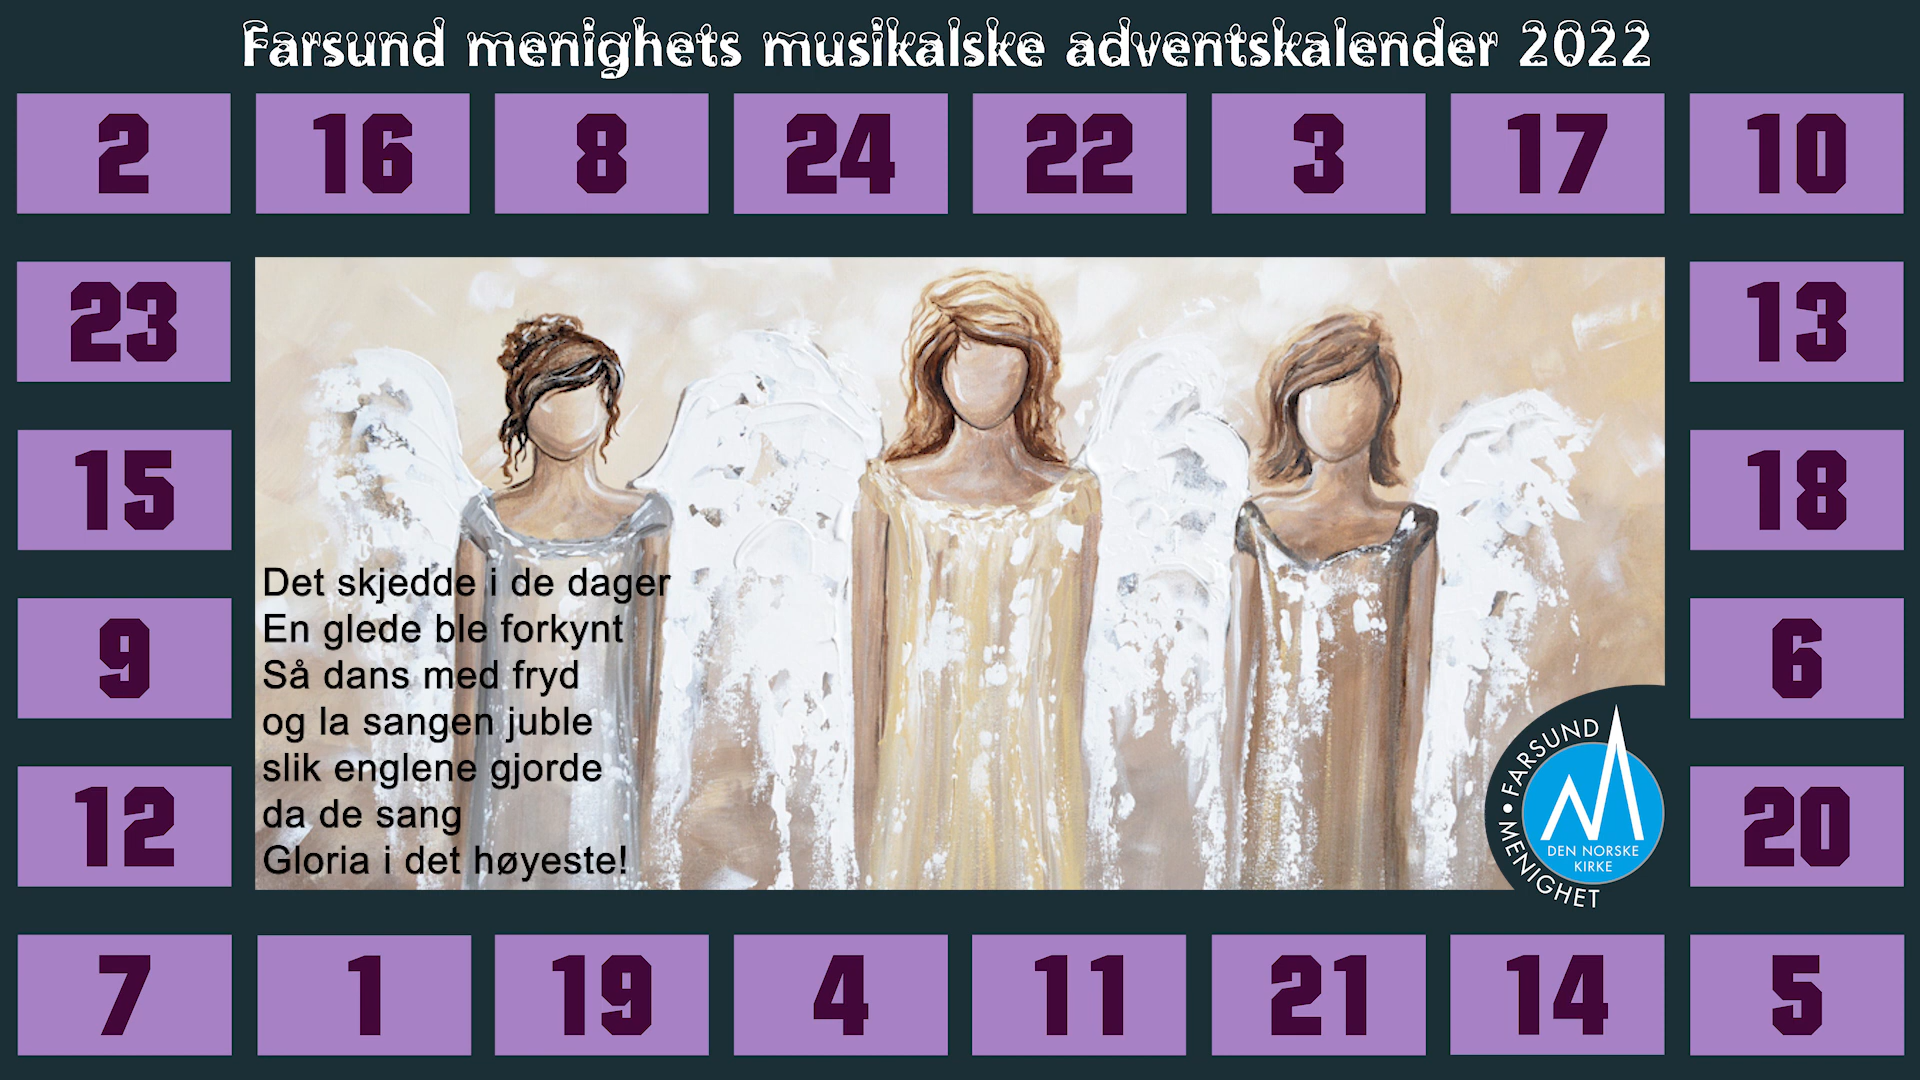 Farsund menighets musikalske adventskalender 2022
2 16 8 24 22 3 17 10
23 13
15 18
9 6
12 20
Det skjedde i de dager
En glede ble forkynt
Så dans med fryd
og la sangen juble
slik englene gjorde
da de sang
Gloria i det høyeste!
• FARSUND MENIGHET
DEN NORSKE
KIRKE
7 1 19 4 11 21 14 5